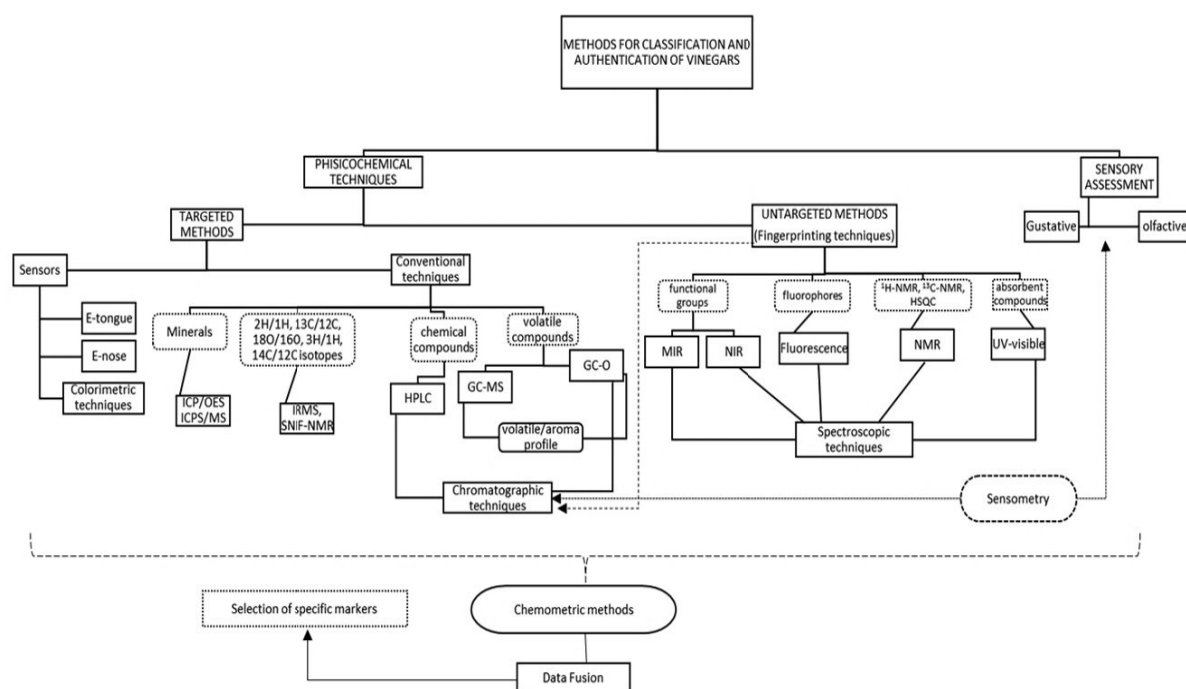 METHODS FOR CLASSIFICATION AND
AUTHENTICATION OF VINEGARS
PHISICOCHEMICAL
TECHNIQUES
SENSORY
ASSESSMENT
TARGETED
METHODS
UNTARGETED METHODS
(Fingerprinting techniques)
Gustative
olfactive
Sensors
Conventional
techniques
functional
groups
fluorophores
¹H-NMR, ¹³C-NMR,
HSQC
absorbent
compounds
E-tongue
Minerals
2H/1H, 13C/12C,
18O/16O, 3H/1H,
14C/12C isotopes
chemical
compounds
volatile
compounds
E-nose
MIR
NIR
Fluorescence
NMR
UV-visible
Colorimetric techniques
ICP/OES
ICPS/MS
IRMS,
SNIF-NMR
HPLC
GC-MS
GC-O
volatile/aroma
profile
Spectroscopic
techniques
Chromatographic
techniques
Sensometry
Selection of specific markers
Chemometric methods
Data Fusion